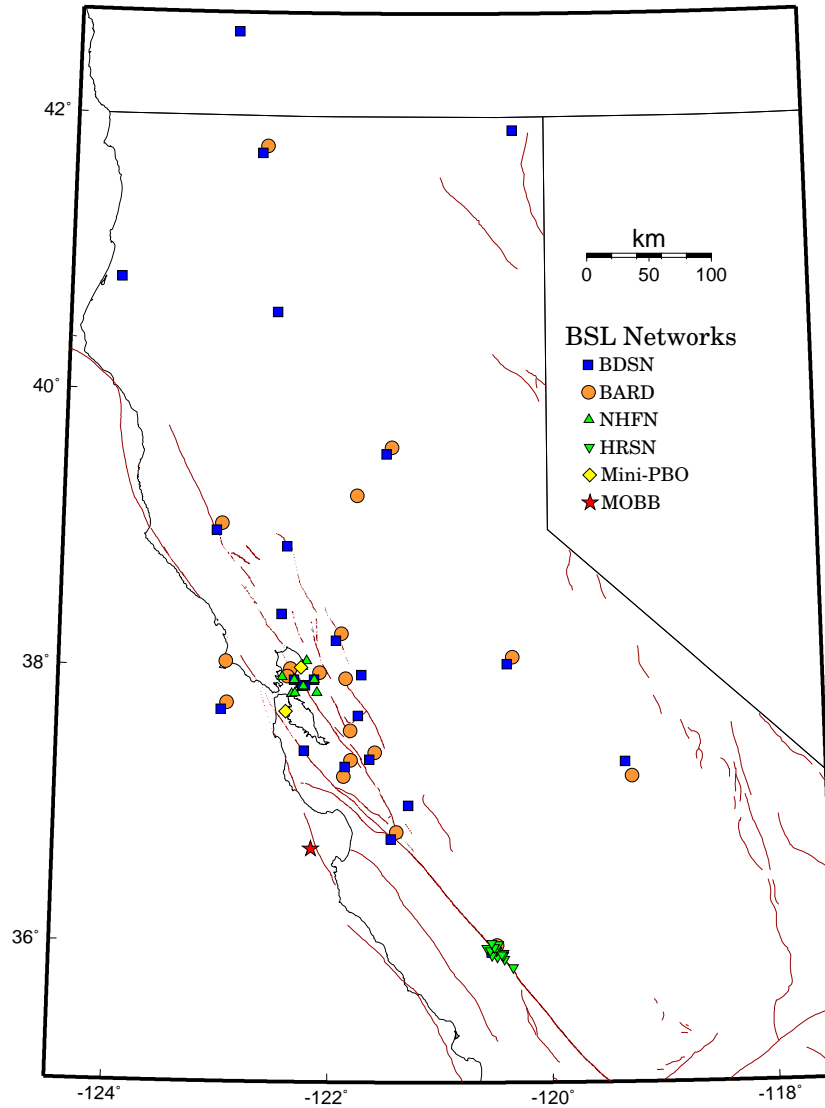 42°
km
0 50 100
BSL Networks
BDSN
40°
BARD
NHFN
HRSN
Mini-PBO
MOBB
38°
36°
-124° -122° -120° -118°